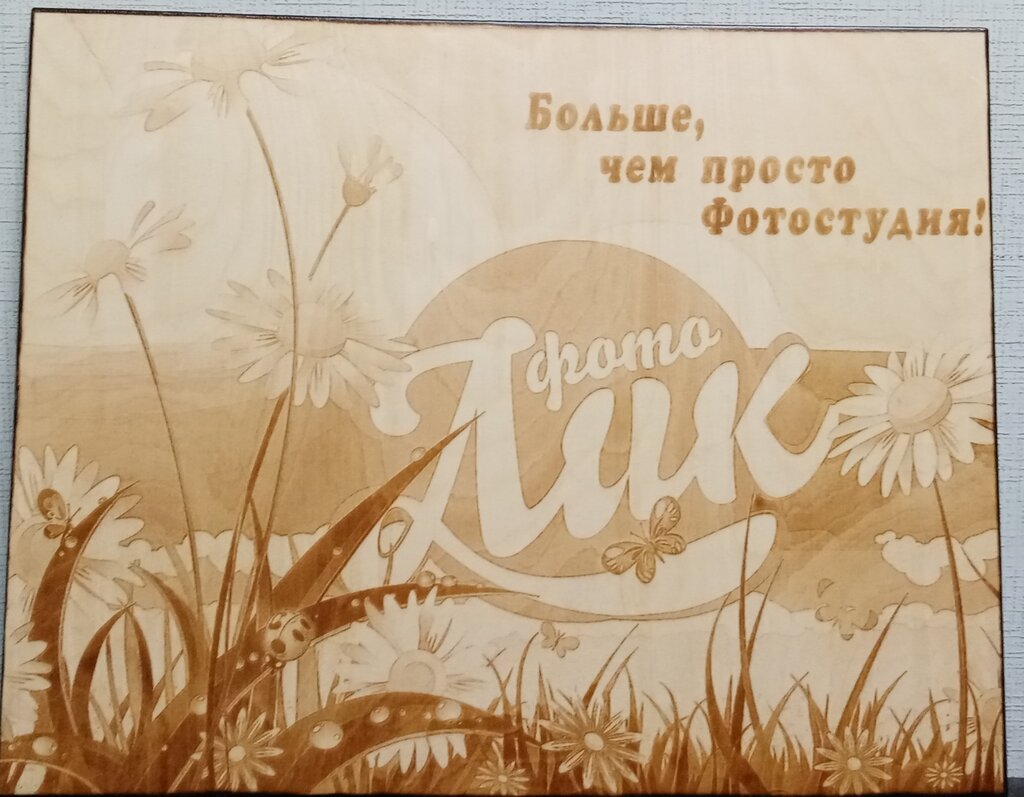 Больше,
чем просто
Фотостудия!
фото
Лик